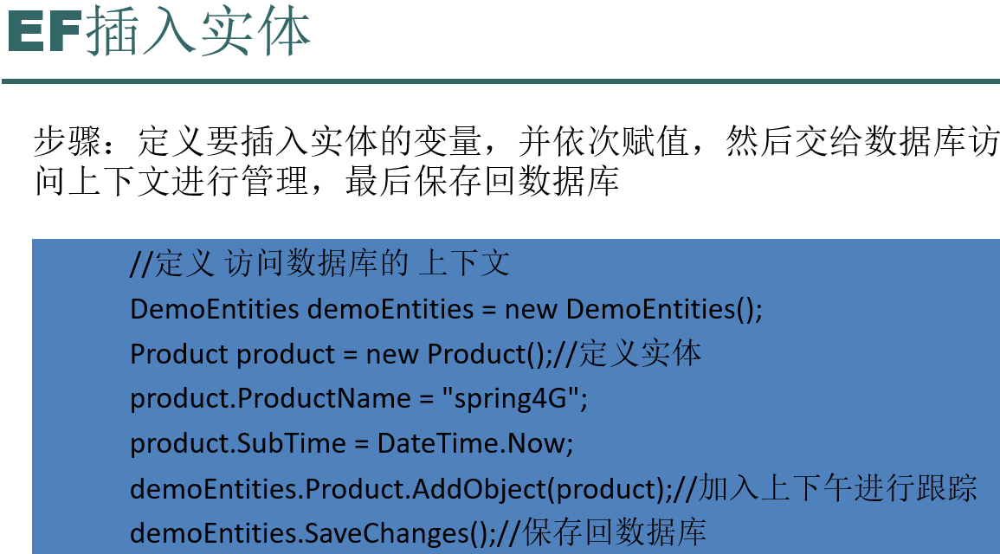 EF插入实体
步骤：定义要插入实体的变量，并依次赋值，然后交给数据库访
问上下文进行管理，最后保存回数据库
//定义 访问数据库的 上下文
DemoEntities demoEntities = new DemoEntities();
Product product = new Product();//定义实体
product.ProductName = "spring4G";
product.SubTime = DateTime.Now;
demoEntities.Product.AddObject(product);//加入上下午进行跟踪
demoEntities.SaveChanges();//保存回数据库